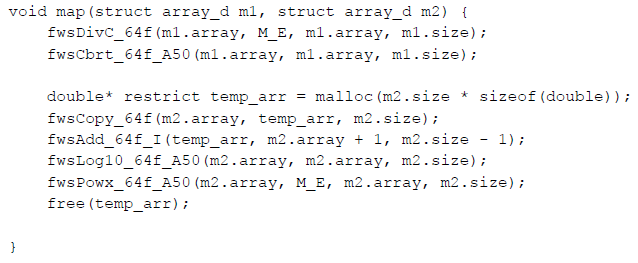 void map(struct array_d m1, struct array_d m2) {
    fwsDivC_64f(m1.array, M_E, m1.array, m1.size);
    fwsCbrt_64f_A50(m1.array, m1.array, m1.size);

    double* restrict temp_arr = malloc(m2.size * sizeof(double));
    fwsCopy_64f(m2.array, temp_arr, m2.size);
    fwsAdd_64f_I(temp_arr, m2.array + 1, m2.size - 1);
    fwsLog10_64f_A50(m2.array, m2.array, m2.size);
    fwsPowx_64f_A50(m2.array, M_E, m2.array, m2.size);
    free(temp_arr);

}